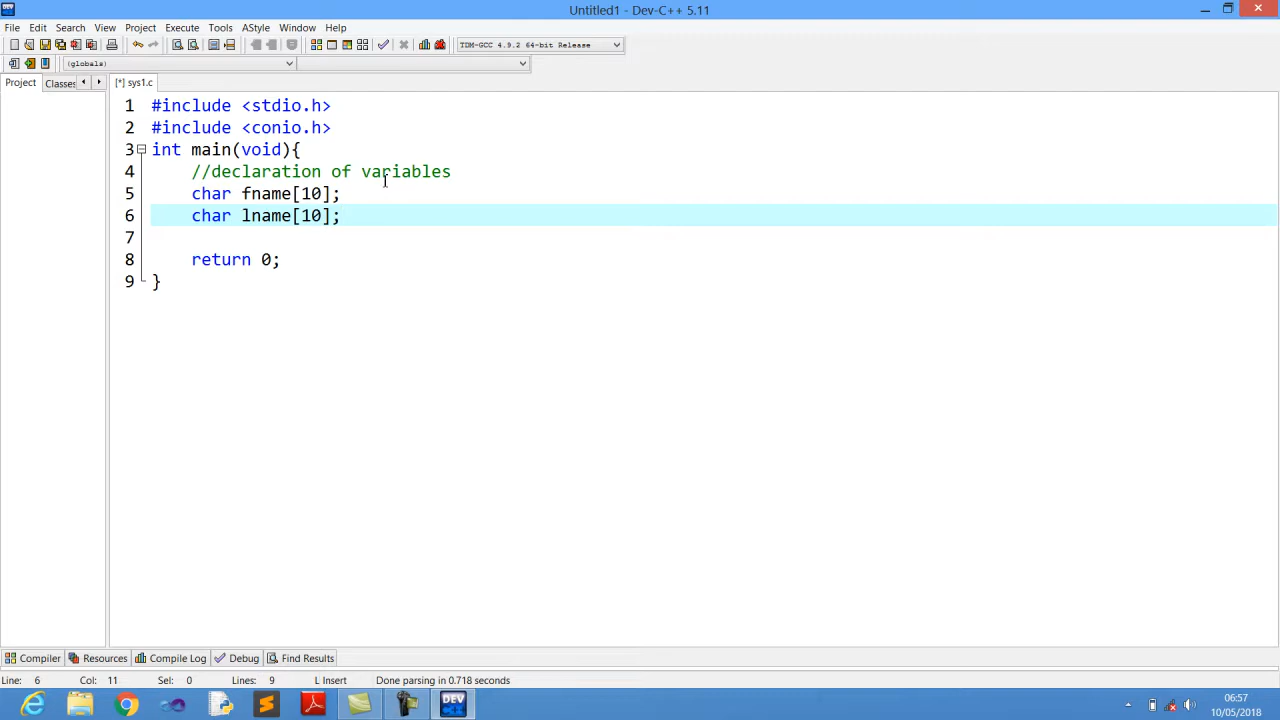 Untitled1 - Dev-C++ 5.11
File Edit Search View Project Execute Tools AStyle Window Help
TDM-GCC 4.9.2 64-bit Release
(globals)
Project Classes [*] sys1.c
1 #include <stdio.h>
2 #include <conio.h>
3 int main(void){
4 //declaration of variables
5 char fname[10];
6 char lname[10];
7
8 return 0;
9 }
Compiler Resources Compile Log Debug Find Results
Line: 6 Col: 11 Sel: 0 Lines: 9 L Insert Done parsing in 0.718 seconds
DEV
06:57
10/05/2018